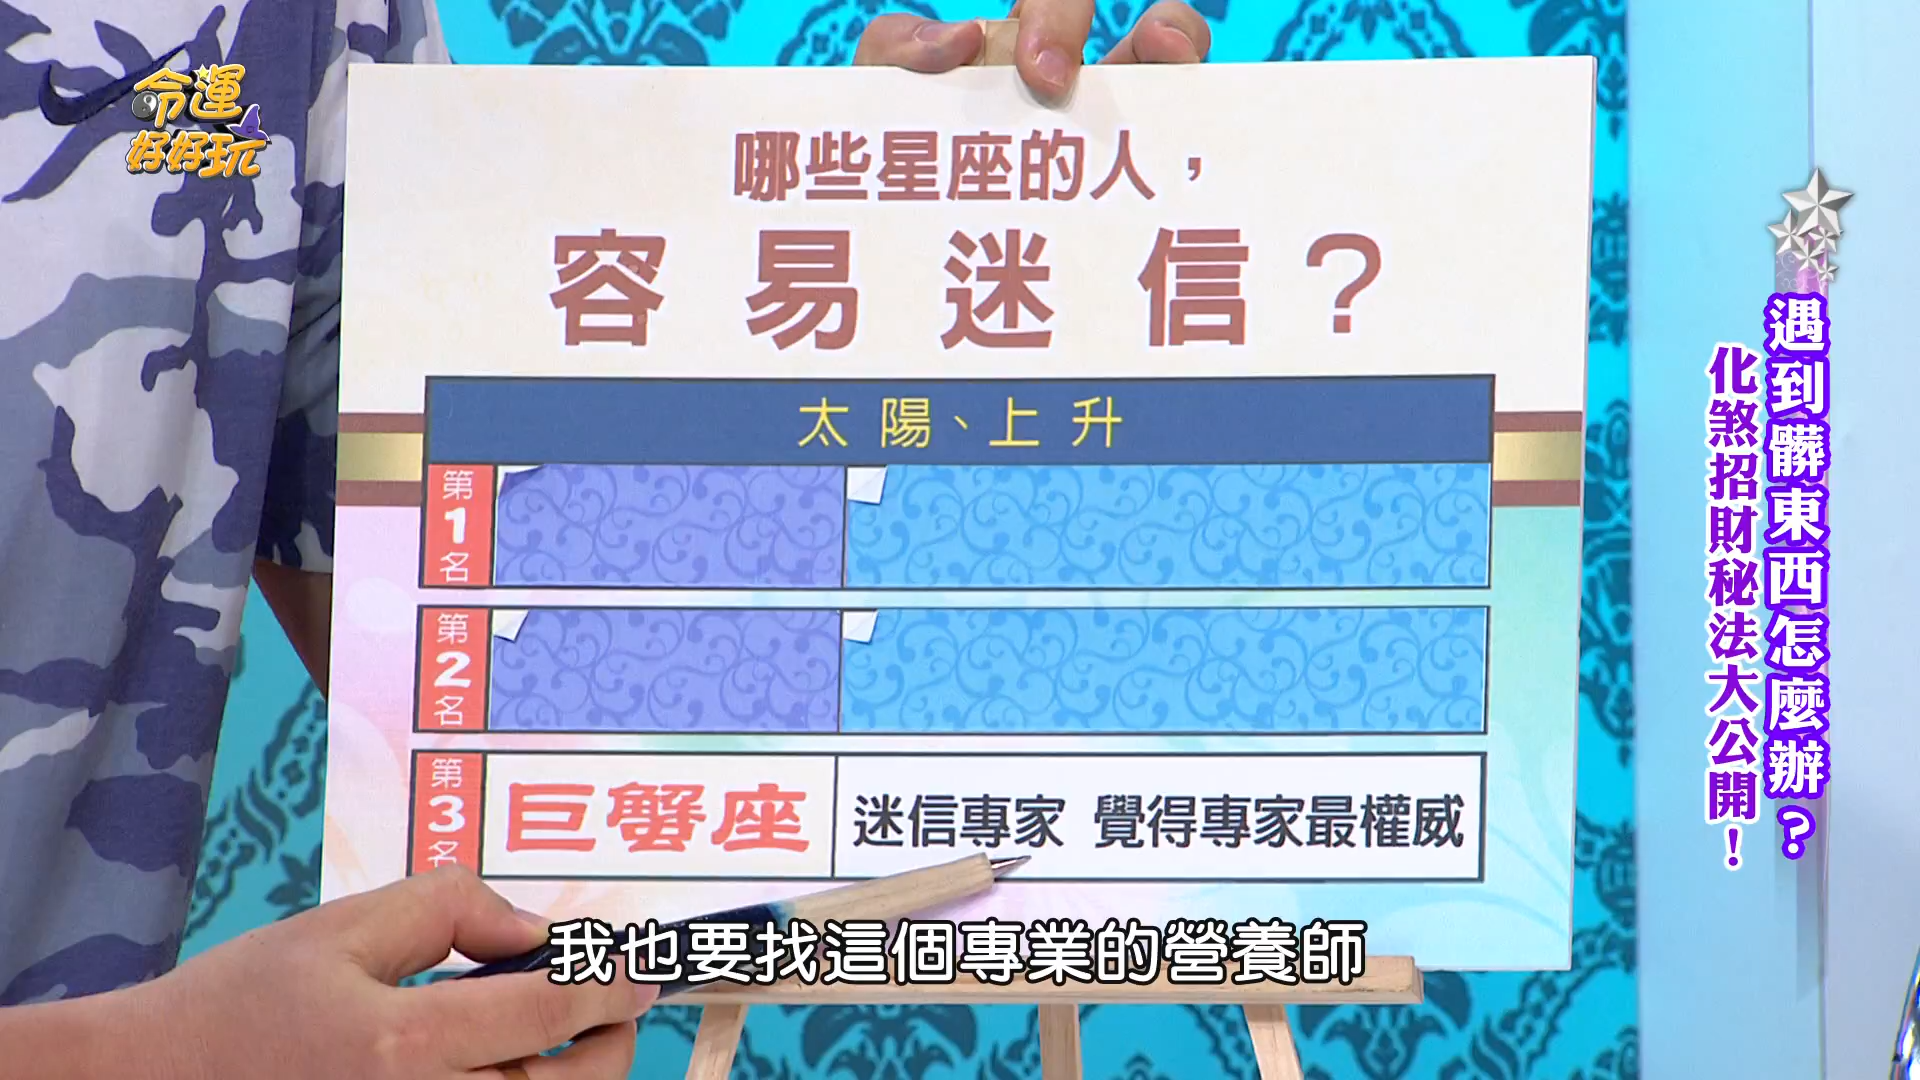 命運
好好玩
哪些星座的人，
容易迷信？
太陽、上升
第1名
第2名
第3名
巨蟹座
迷信專家 覺得專家最權威
遇到髒東西怎麼辦？
化煞招財秘法大公開！
我也要找這個專業的營養師